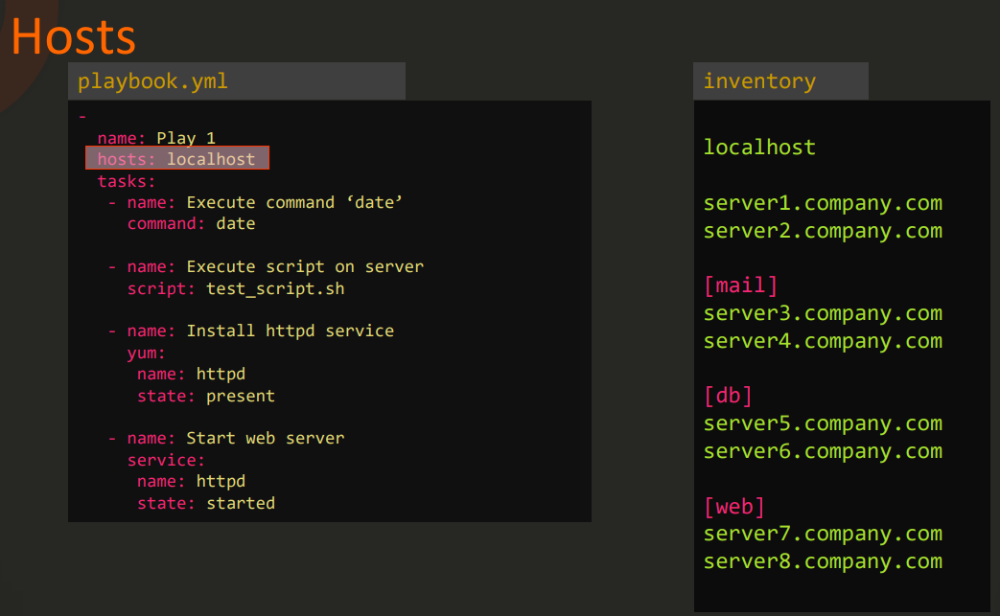 Hosts
playbook.yml
-
name: Play 1
hosts: localhost
tasks:
- name: Execute command ‘date’
command: date
- name: Execute script on server
script: test_script.sh
- name: Install httpd service
yum:
name: httpd
state: present
- name: Start web server
service:
name: httpd
state: started
inventory
localhost
server1.company.com
server2.company.com
[mail]
server3.company.com
server4.company.com
[db]
server5.company.com
server6.company.com
[web]
server7.company.com
server8.company.com